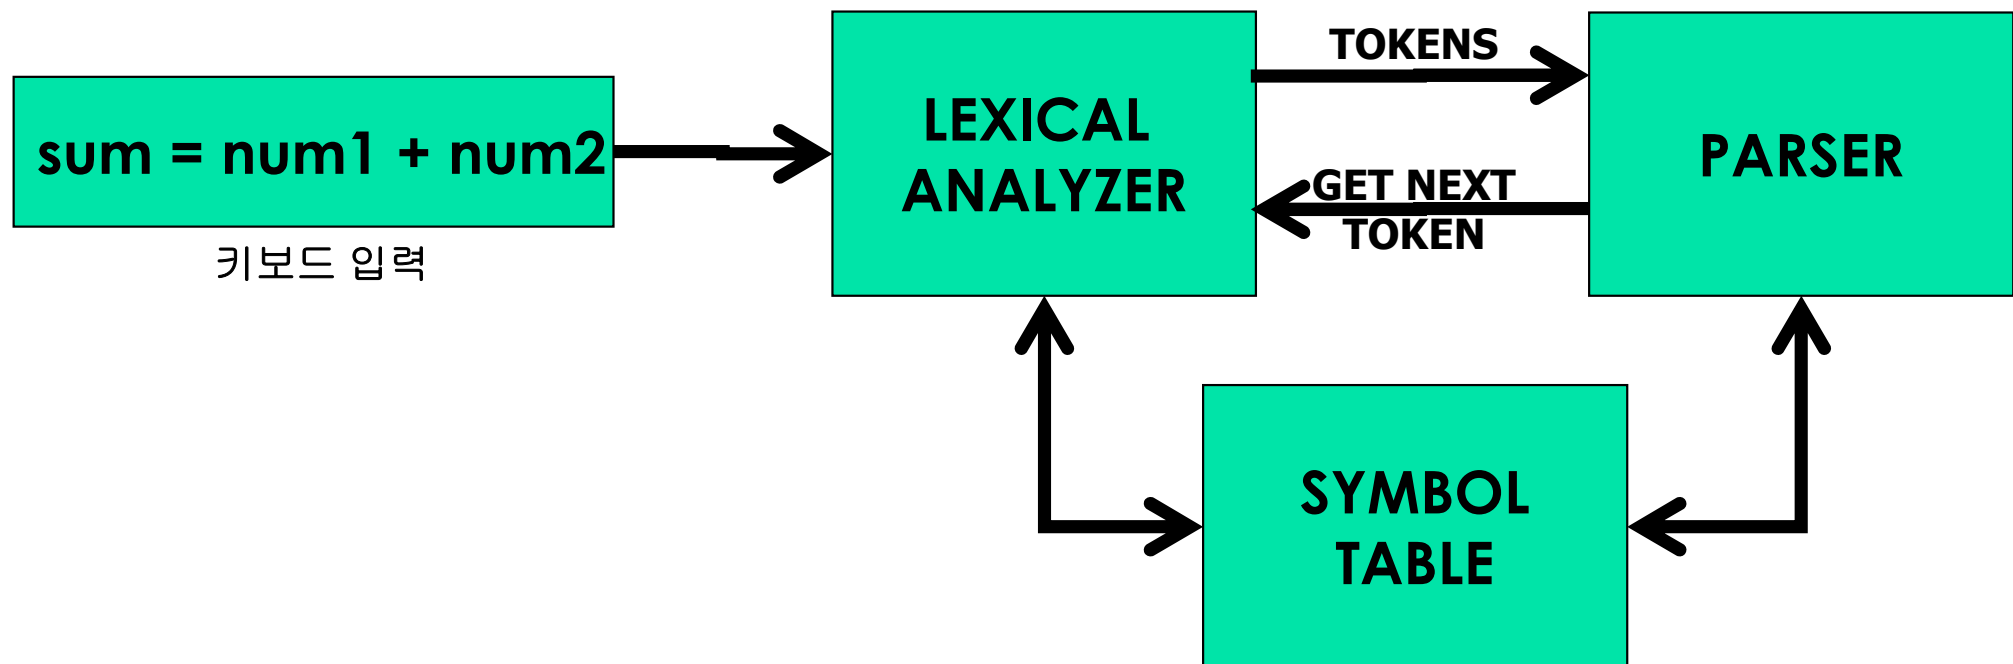 sum = num1 + num2
키보드 입력
LEXICAL
ANALYZER
TOKENS
GET NEXT
TOKEN
PARSER
SYMBOL
TABLE